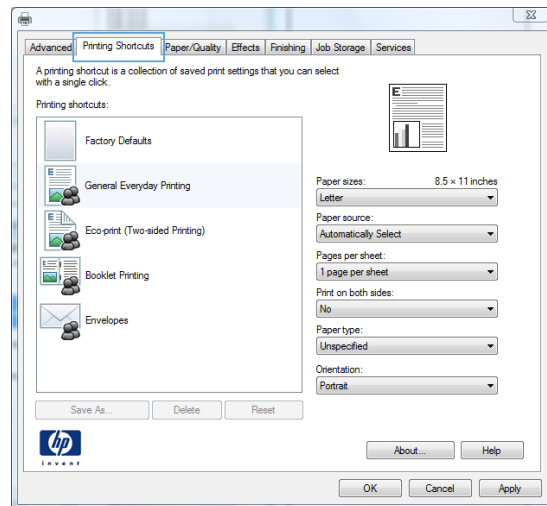 Advanced Printing Shortcuts Paper/Quality Effects Finishing Job Storage Services
A printing shortcut is a collection of saved print settings that you can select
with a single click.
Printing shortcuts:
Factory Defaults
General Everyday Printing
Eco-print (Two-sided Printing)
Booklet Printing
Envelopes
E
Paper sizes: 8.5 × 11 inches
Letter
Paper source:
Automatically Select
Pages per sheet:
1 page per sheet
Print on both sides:
No
Paper type:
Unspecified
Orientation:
Portrait
Save As... Delete Reset
hp
invent
About... Help
OK Cancel Apply